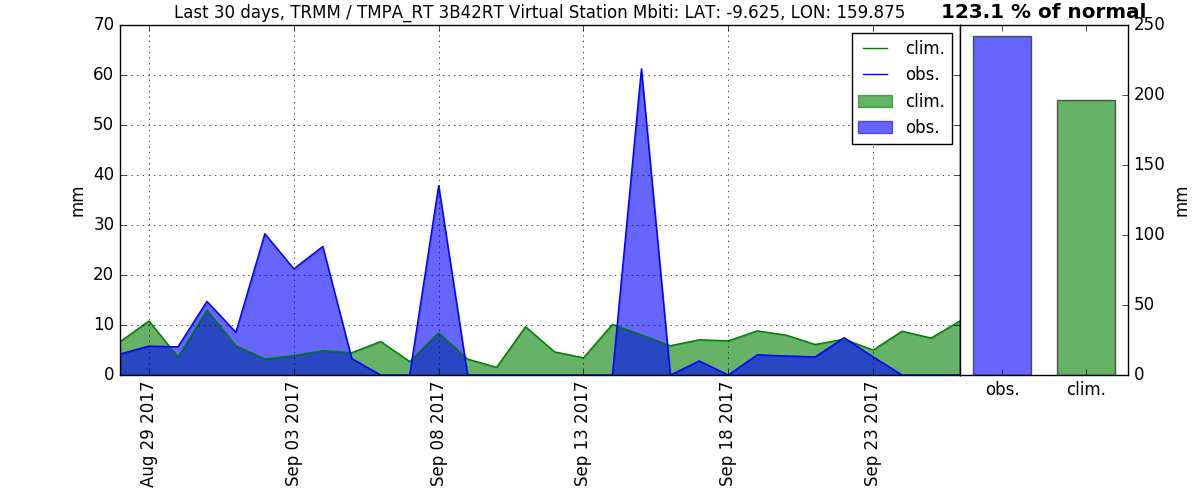 Last 30 days, TRMM / TMPA_RT 3B42RT Virtual Station Mbiti: LAT: -9.625, LON: 159.875
123.1 % of normal
70
60
50
40
30
20
10
0
mm
clim.
obs.
clim.
obs.
Aug 29 2017
Sep 03 2017
Sep 08 2017
Sep 13 2017
Sep 18 2017
Sep 23 2017
250
200
150
100
50
0
mm
obs.
clim.